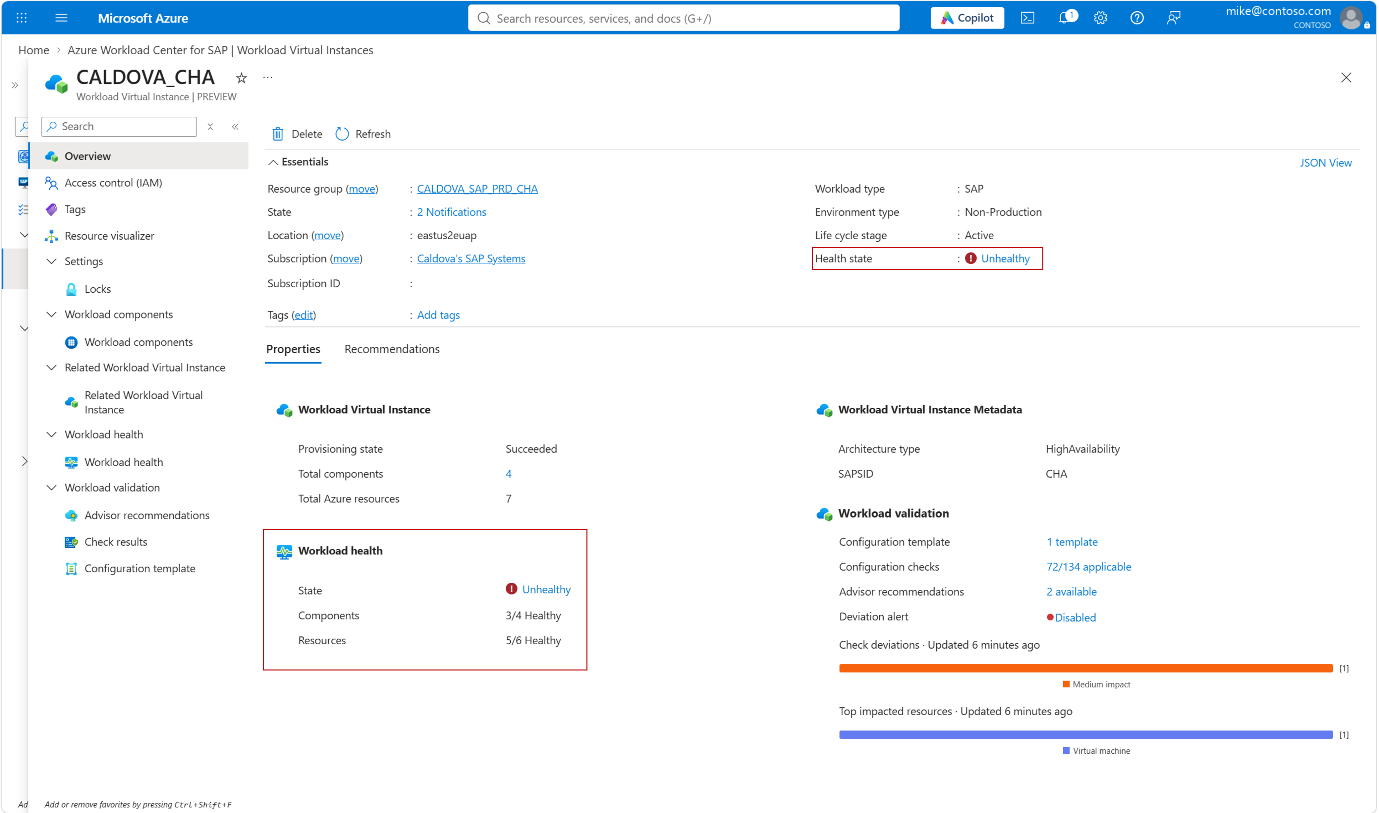 Microsoft Azure
Search resources, services, and docs (G+/)
Copilot
1
mike@contoso.com
CONTOSO
Home > Azure Workload Center for SAP | Workload Virtual Instances
CALDOVA_CHA
Workload Virtual Instance | PREVIEW
Search
Delete
Refresh
Overview
Access control (IAM)
Tags
Resource visualizer
Settings
Locks
Workload components
Workload components
Related Workload Virtual Instance
Related Workload Virtual
Instance
Workload health
Workload health
Workload validation
Advisor recommendations
Check results
Configuration template
Essentials
JSON View
Resource group (move) : CALDOVA_SAP_PRD_CHA
State : 2 Notifications
Location (move) : eastus2euap
Subscription (move) : Caldova's SAP Systems
Subscription ID :
Tags (edit) : Add tags
Workload type : SAP
Environment type : Non-Production
Life cycle stage : Active
Health state : Unhealthy
Properties
Recommendations
Workload Virtual Instance
Provisioning state Succeeded
Total components 4
Total Azure resources 7
Workload health
State Unhealthy
Components 3/4 Healthy
Resources 5/6 Healthy
Workload Virtual Instance Metadata
Architecture type HighAvailability
SAPSID CHA
Workload validation
Configuration template 1 template
Configuration checks 72/134 applicable
Advisor recommendations 2 available
Deviation alert Disabled
Check deviations · Updated 6 minutes ago
[1]
Medium impact
Top impacted resources · Updated 6 minutes ago
[1]
Virtual machine
Ad
Add or remove favorites by pressing Ctrl+Shift+F